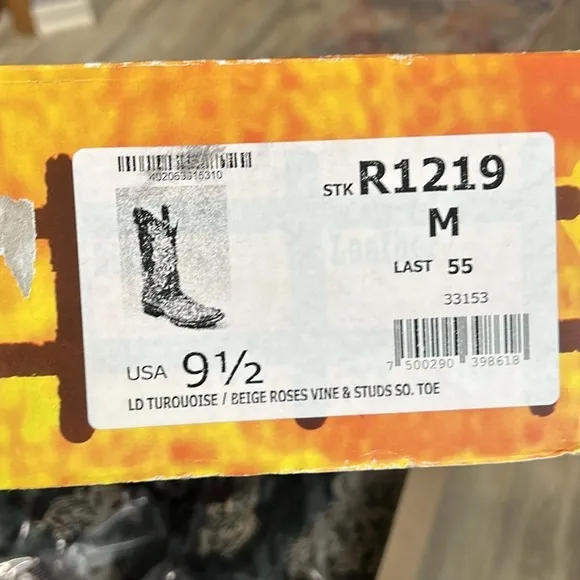 402063315310
STK R1219
M
LAST 55
33153
7 500290 398618
USA 9½
LD TURQUOISE / BEIGE ROSES VINE & STUDS SQ. TOE